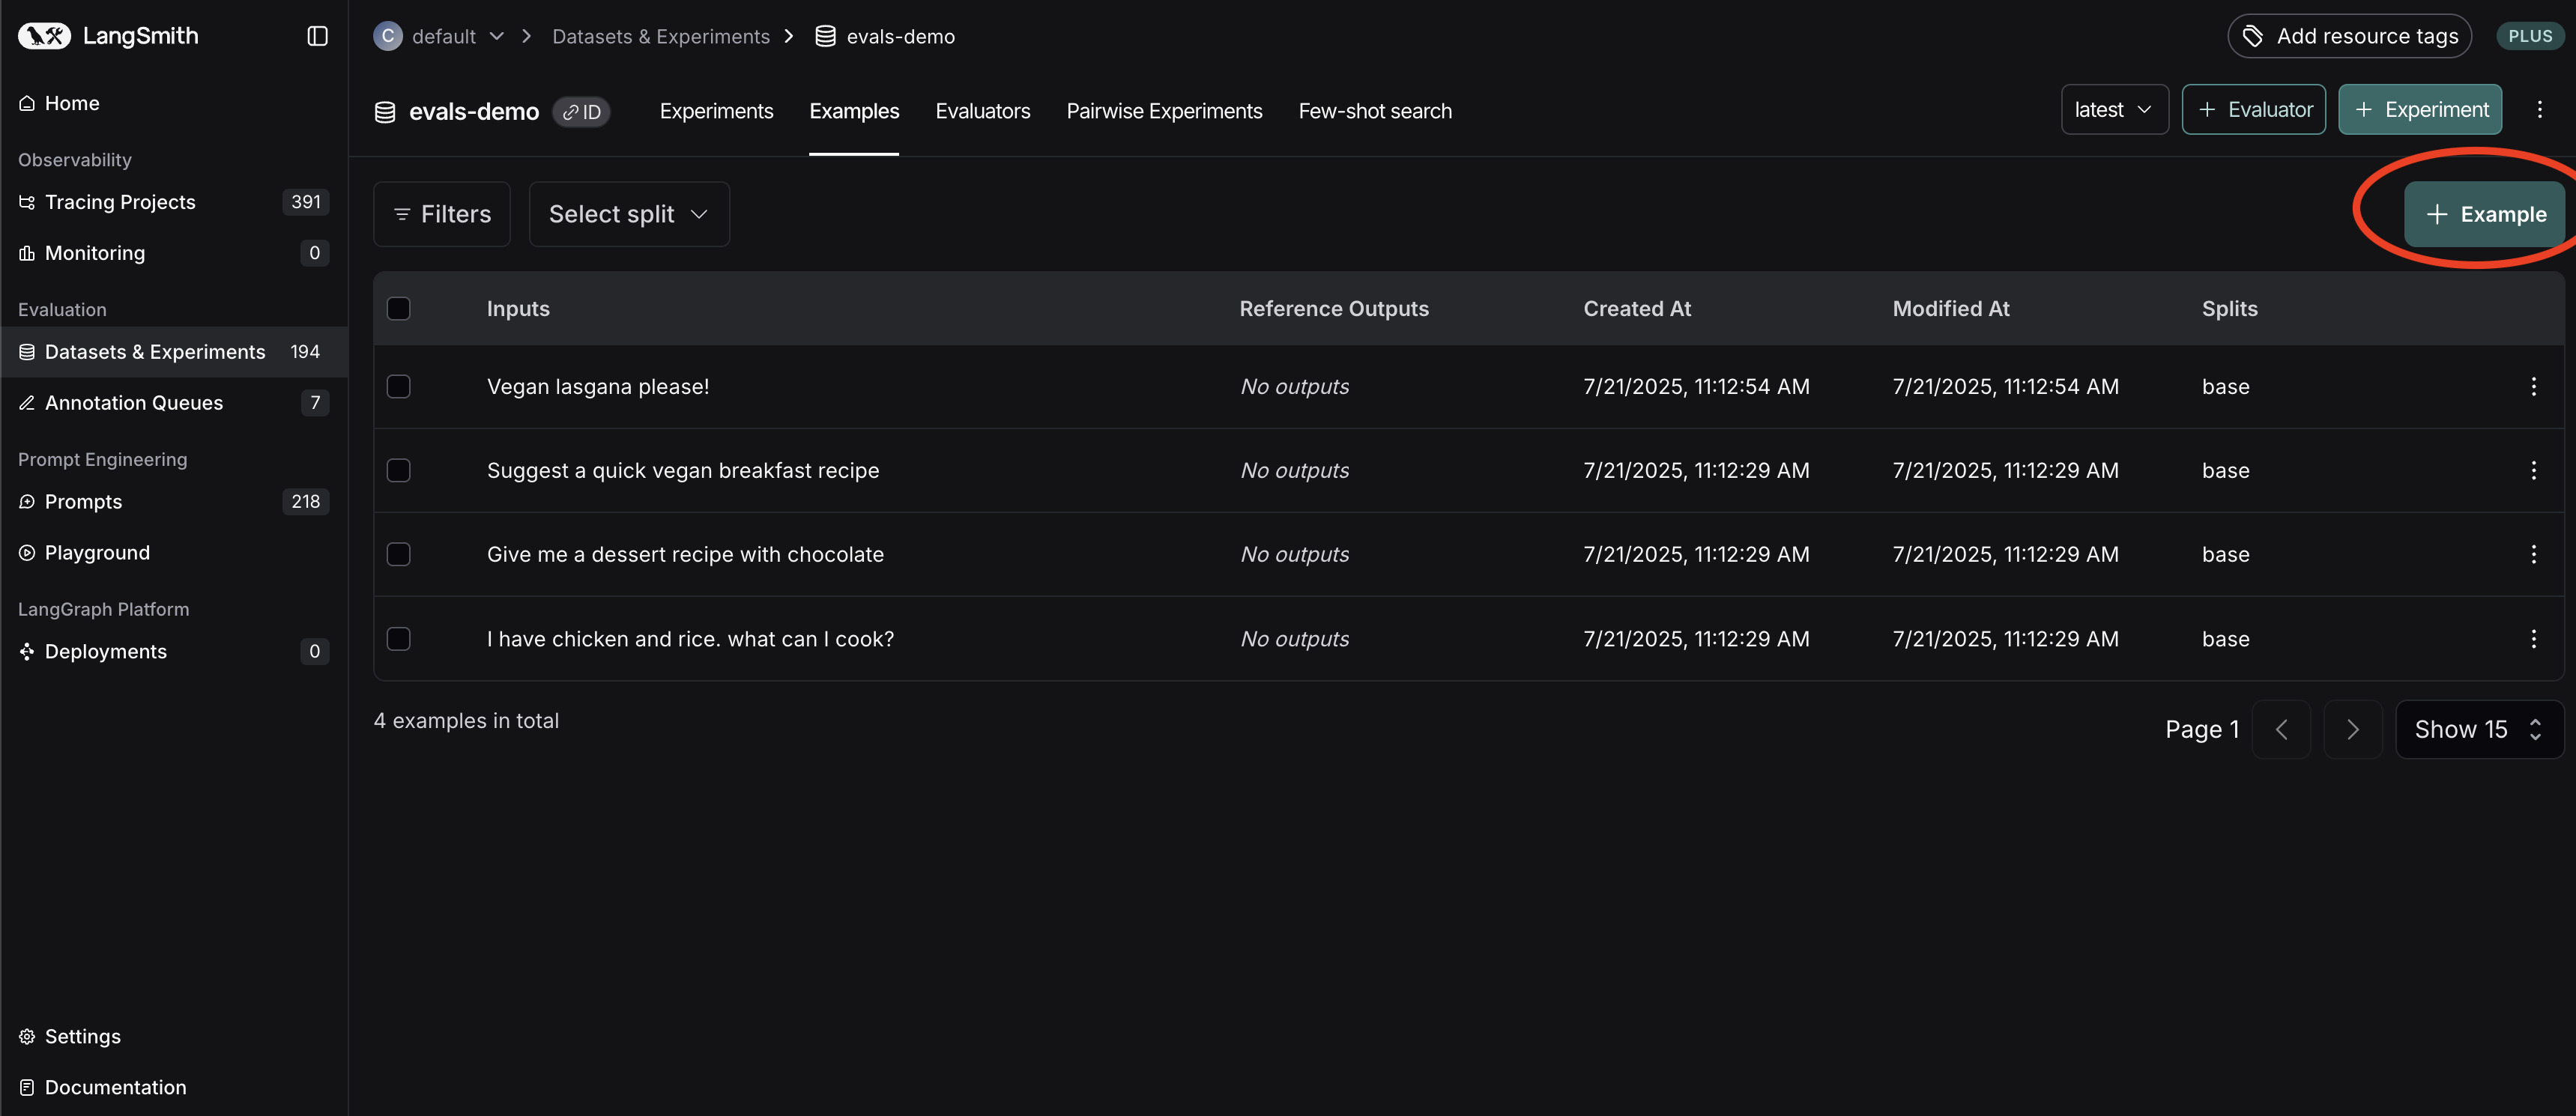 LangSmith
Home
Observability
Tracing Projects 391
Monitoring 0
Evaluation
Datasets & Experiments 194
Annotation Queues 7
Prompt Engineering
Prompts 218
Playground
LangGraph Platform
Deployments 0
Settings
Documentation
C default Datasets & Experiments evals-demo
Add resource tags PLUS
evals-demo ID Experiments Examples Evaluators Pairwise Experiments Few-shot search latest + Evaluator + Experiment
Filters Select split + Example
Inputs Reference Outputs Created At Modified At Splits
Vegan lasgana please! No outputs 7/21/2025, 11:12:54 AM 7/21/2025, 11:12:54 AM base
Suggest a quick vegan breakfast recipe No outputs 7/21/2025, 11:12:29 AM 7/21/2025, 11:12:29 AM base
Give me a dessert recipe with chocolate No outputs 7/21/2025, 11:12:29 AM 7/21/2025, 11:12:29 AM base
I have chicken and rice. what can I cook? No outputs 7/21/2025, 11:12:29 AM 7/21/2025, 11:12:29 AM base
4 examples in total
Page 1 Show 15